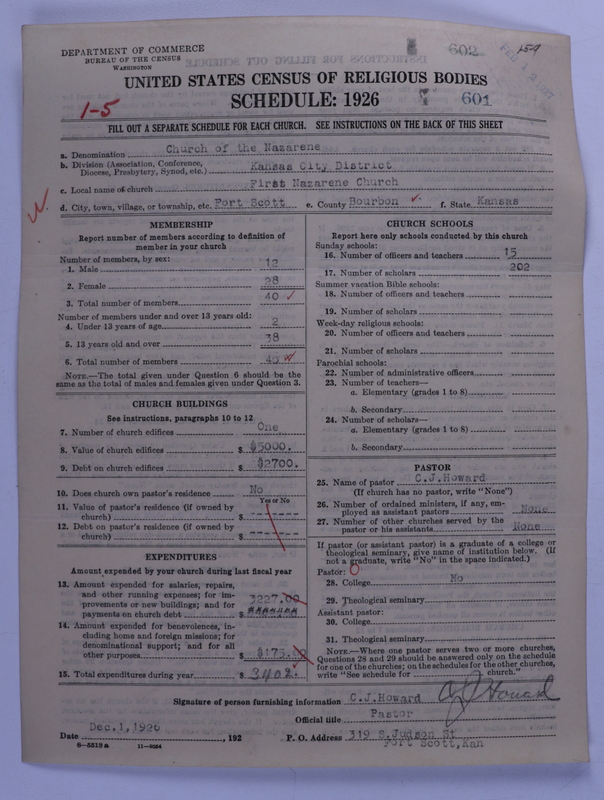 DEPARTMENT OF COMMERCE
BUREAU OF THE CENSUS
WASHINGTON
602
159
UNITED STATES CENSUS OF RELIGIOUS BODIES
1-5
SCHEDULE: 1926
601
FILL OUT A SEPARATE SCHEDULE FOR EACH CHURCH. SEE INSTRUCTIONS ON THE BACK OF THIS SHEET
a. Denomination Church of the Nazarene
b. Division (Association, Conference, Diocese, Presbytery, Synod, etc.) Kansas City District
c. Local name of church First Nazarene Church
d. City, town, village, or township, etc. Fort Scott e. County Bourbon f. State Kansas
MEMBERSHIP
Report number of members according to definition of
member in your church
Number of members, by sex:
1. Male 12
2. Female 28
3. Total number of members 40
Number of members under and over 13 years old:
4. Under 13 years of age 2
5. 13 years old and over 38
6. Total number of members 40
NOTE.—The total given under Question 6 should be the
same as the total of males and females given under Question 3.
CHURCH BUILDINGS
See instructions, paragraphs 10 to 12
7. Number of church edifices One
8. Value of church edifices $ $5000.
9. Debt on church edifices $ $2700.
10. Does church own pastor's residence No
Yes or No
11. Value of pastor's residence (if owned by
church) $ -------
12. Debt on pastor's residence (if owned by
church) $ -------
EXPENDITURES
Amount expended by your church during last fiscal year
13. Amount expended for salaries, repairs,
and other running expenses; for im-
provements or new buildings; and for
payments on church debt $ 3227.00
14. Amount expended for benevolences, in-
cluding home and foreign missions; for
denominational support; and for all
other purposes $ $175.
15. Total expenditures during year $ 3402.
CHURCH SCHOOLS
Report here only schools conducted by this church
Sunday schools:
16. Number of officers and teachers 15
17. Number of scholars 202
Summer vacation Bible schools:
18. Number of officers and teachers
19. Number of scholars
Week-day religious schools:
20. Number of officers and teachers
21. Number of scholars
Parochial schools:
22. Number of administrative officers
23. Number of teachers—
a. Elementary (grades 1 to 8)
b. Secondary
24. Number of scholars—
a. Elementary (grades 1 to 8)
b. Secondary
PASTOR
25. Name of pastor C.J.Howard
(If church has no pastor, write "None")
26. Number of ordained ministers, if any, em-
ployed as assistant pastors None
27. Number of other churches served by the
pastor or his assistants None
If pastor (or assistant pastor) is a graduate of a college or
theological seminary, give name of institution below. (If
not a graduate, write "No" in the space indicated.)
Pastor: O
28. College No
29. Theological seminary
Assistant pastor:
30. College
31. Theological seminary
NOTE.—Where one pastor serves two or more churches,
Questions 28 and 29 should be answered only on the schedule
for one of the churches; on the schedules for the other churches,
write "See schedule for church."
Signature of person furnishing information C.J.Howard C J Howard
Official title Pastor
Date Dec.1,1926, 192 P. O. Address 319 S.Judson St
Fort Scott,Kan
6—5513a 11—9064